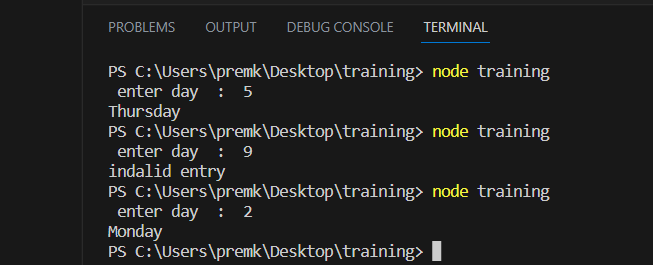 PROBLEMS OUTPUT DEBUG CONSOLE TERMINAL
PS C:\Users\premk\Desktop\training> node training
enter day  :  5
Thursday
PS C:\Users\premk\Desktop\training> node training
enter day  :  9
indalid entry
PS C:\Users\premk\Desktop\training> node training
enter day  :  2
Monday
PS C:\Users\premk\Desktop\training>